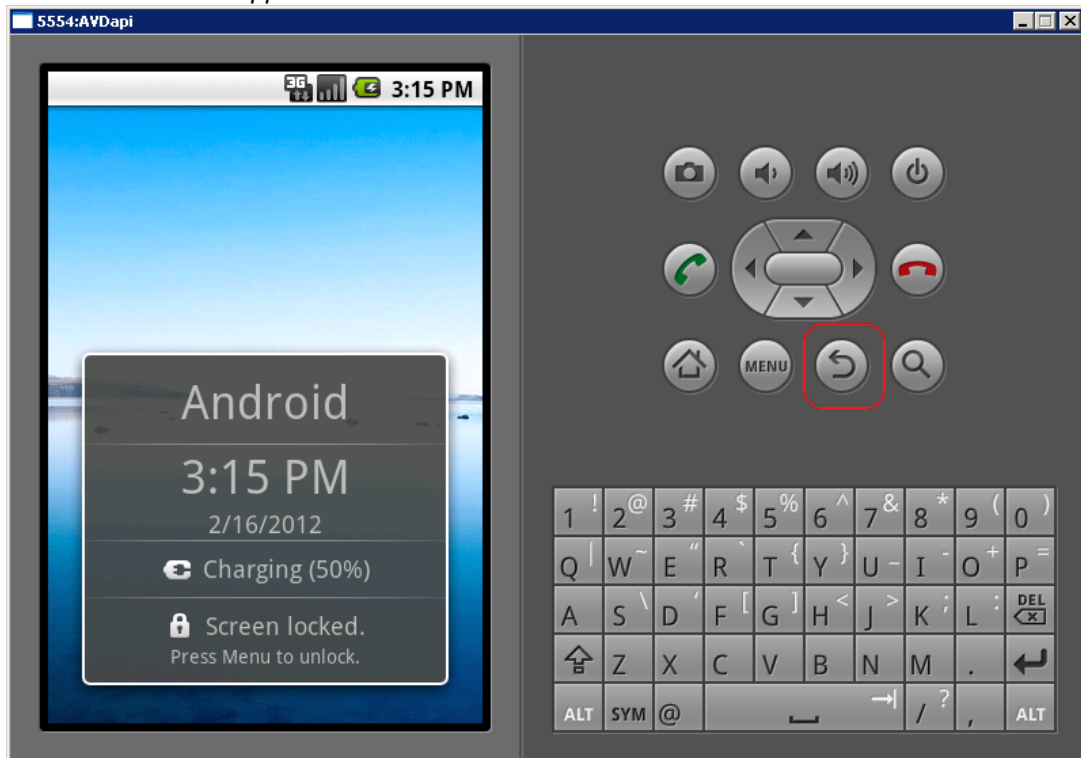 5554:AVDapi
3G 3:15 PM
Android
3:15 PM
2/16/2012
Charging (50%)
Screen locked.
Press Menu to unlock.
MENU
1 ! 2 @ 3 # 4 $ 5 % 6 ^ 7 & 8 * 9 ( 0 )
Q | W ~ E " R ` T { Y } U _ I - O + P =
A S \ D ' F [ G ] H < J > K ; L : DEL
Z X C V B N M .
ALT SYM @ / ? , ALT